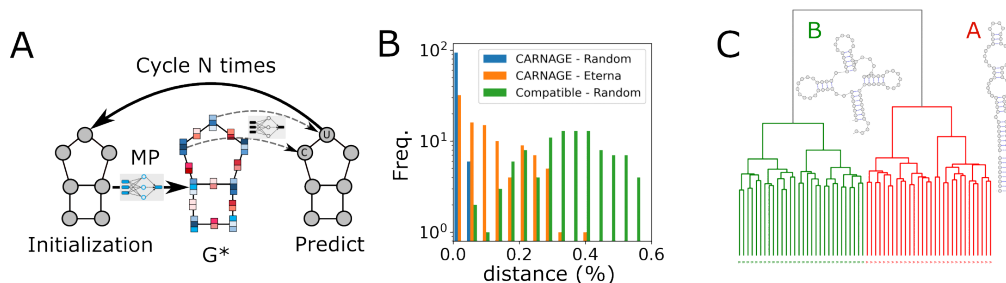 A
Cycle N times
U
C
MP
Initialization
G*
Predict
B
CARNAGE - Random
CARNAGE - Eterna
Compatible - Random
Freq.
10²
10¹
10⁰
0.0 0.2 0.4 0.6
distance (%)
C
B
A